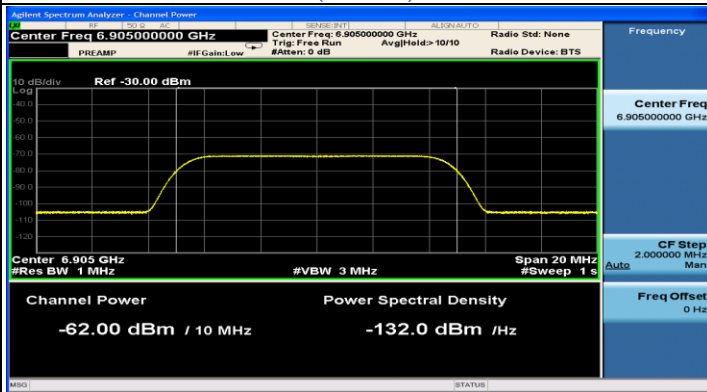 Agilent Spectrum Analyzer - Channel Power
RF 50 Ω AC SENSE:INT ALIGN AUTO
Center Freq 6.905000000 GHz
Center Freq: 6.905000000 GHz
Radio Std: None
Trig: Free Run Avg|Hold:>10/10
PREAMP #IFGain:Low #Atten: 0 dB Radio Device: BTS
10 dB/div Ref -30.00 dBm
Log
-40.0
-50.0
-60.0
-70.0
-80.0
-90.0
-100
-110
-120
Center 6.905 GHz Span 20 MHz
#Res BW 1 MHz #VBW 3 MHz #Sweep 1 s
Channel Power Power Spectral Density
-62.00 dBm / 10 MHz -132.0 dBm /Hz
MSG STATUS
Frequency
Center Freq
6.905000000 GHz
CF Step
2.000000 MHz
Auto Man
Freq Offset
0 Hz